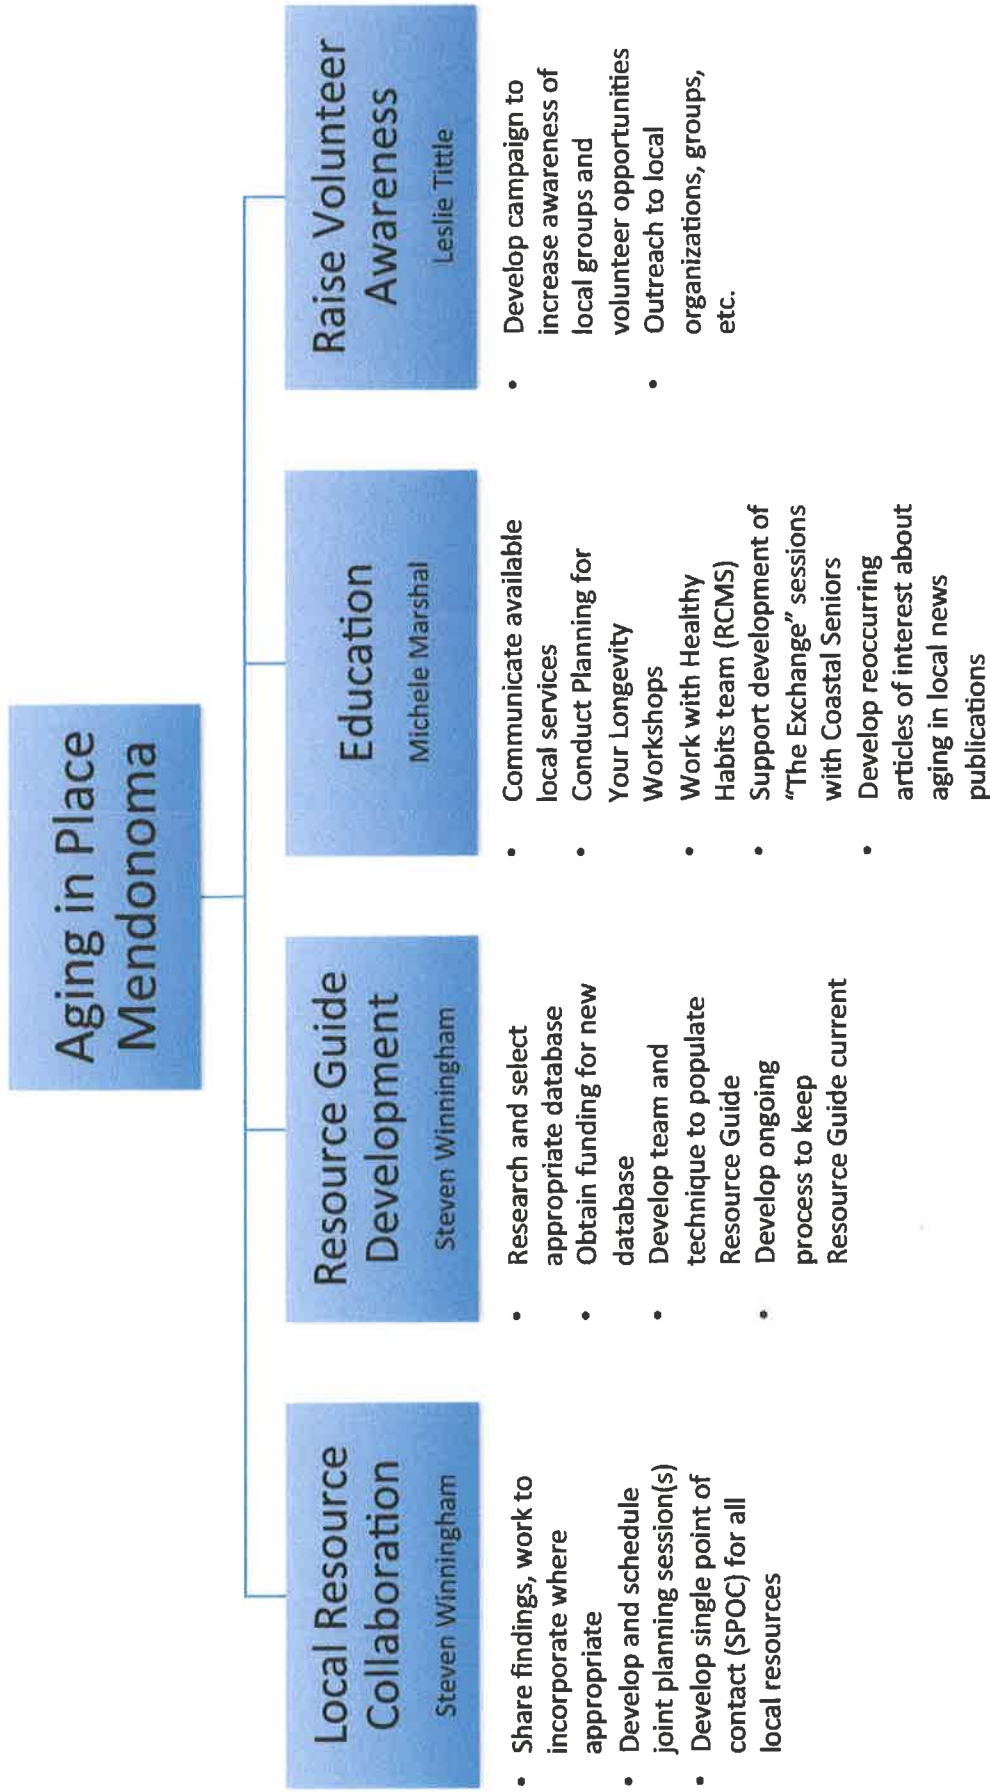 Aging in Place
Mendonoma
Local Resource
Collaboration
Steven Winningham
• Share findings, work to
incorporate where
appropriate
• Develop and schedule
joint planning session(s)
• Develop single point of
contact (SPOC) for all
local resources
Resource Guide
Development
Steven Winningham
• Research and select
appropriate database
• Obtain funding for new
database
• Develop team and
technique to populate
Resource Guide
• Develop ongoing
process to keep
Resource Guide current
Education
Michele Marshal
• Communicate available
local services
• Conduct Planning for
Your Longevity
Workshops
• Work with Healthy
Habits team (RCMS)
• Support development of
“The Exchange” sessions
with Coastal Seniors
• Develop reoccurring
articles of interest about
aging in local news
publications
Raise Volunteer
Awareness
Leslie Tittle
• Develop campaign to
increase awareness of
local groups and
volunteer opportunities
• Outreach to local
organizations, groups,
etc.